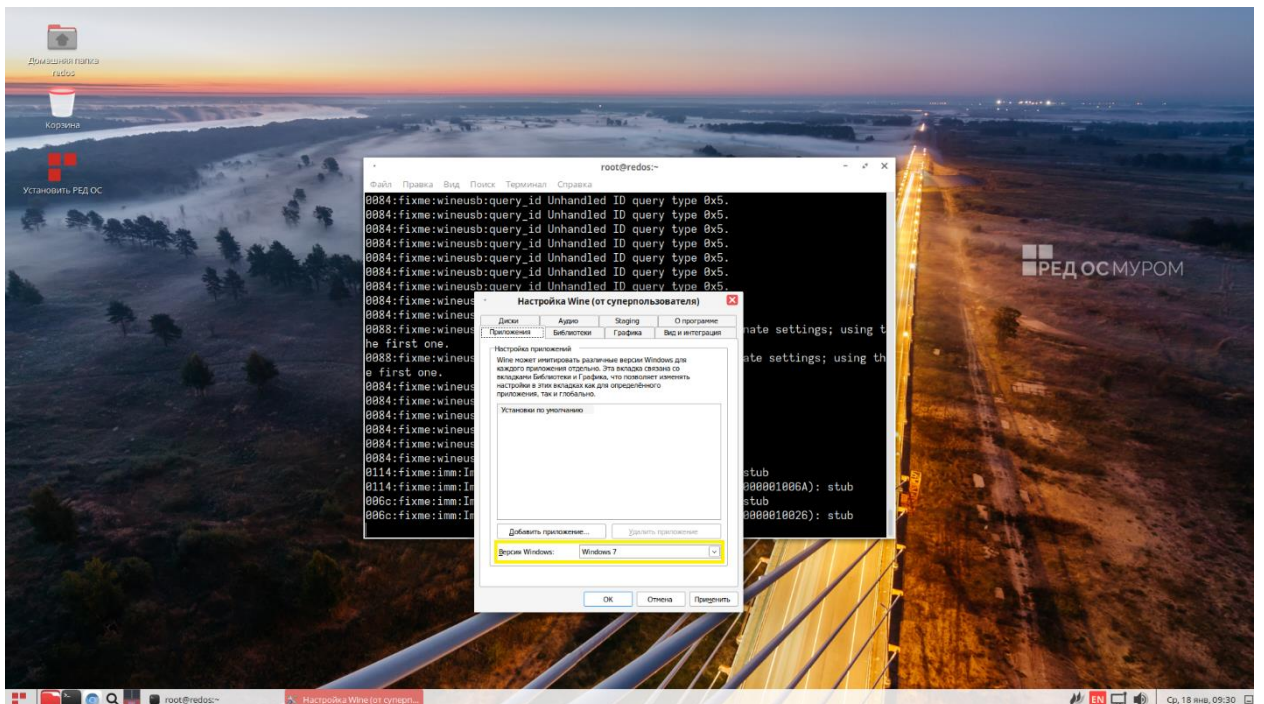 Домашняя папка
redos
Корзина
Установить РЕД ОС
root@redos:~
Файл Правка Вид Поиск Терминал Справка
0084:fixme:wineusb:query_id Unhandled ID query type 0x5.
0084:fixme:wineusb:query_id Unhandled ID query type 0x5.
0084:fixme:wineusb:query_id Unhandled ID query type 0x5.
0084:fixme:wineusb:query_id Unhandled ID query type 0x5.
0084:fixme:wineusb:query_id Unhandled ID query type 0x5.
0084:fixme:wineusb:query_id Unhandled ID query type 0x5.
0084:fixme:wineusb:query_id Unhandled ID query type 0x5.
0084:fixme:wineus
0084:fixme:wineus
0088:fixme:wineus nate settings; using t
he first one.
0088:fixme:wineus ate settings; using th
e first one.
0084:fixme:wineus
0084:fixme:wineus
0084:fixme:wineus
0084:fixme:wineus
0084:fixme:wineus
0084:fixme:wineus
0114:fixme:imm:Im stub
0114:fixme:imm:Im 000001006A): stub
006c:fixme:imm:Im stub
006c:fixme:imm:Im 0000010026): stub
Настройка Wine (от суперпользователя)
Диски Аудио Staging О программе
Приложения Библиотеки Графика Вид и интеграция
Настройка приложений
Wine может имитировать различные версии Windows для
каждого приложения отдельно. Эта вкладка связана со
вкладками Библиотеки и Графика, что позволяет изменять
настройки в этих вкладках как для определённого
приложения, так и глобально.
Установки по умолчанию
Добавить приложение... Удалить приложение
Версия Windows: Windows 7
ОК Отмена Применить
РЕД ОС МУРОМ
root@redos:~ Настройка Wine (от суперп... EN Ср, 18 янв, 09:30